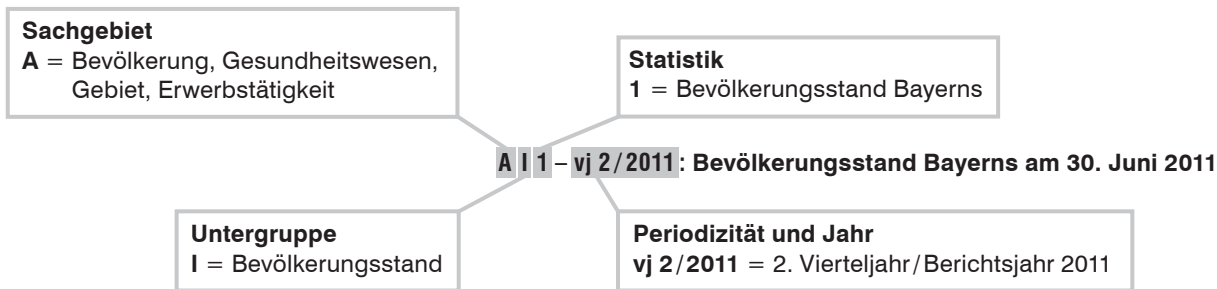 Sachgebiet
A = Bevölkerung, Gesundheitswesen,
Gebiet, Erwerbstätigkeit
Statistik
1 = Bevölkerungsstand Bayerns
A I 1 – vj 2/2011: Bevölkerungsstand Bayerns am 30. Juni 2011
Untergruppe
I = Bevölkerungsstand
Periodizität und Jahr
vj 2/2011 = 2. Vierteljahr/Berichtsjahr 2011